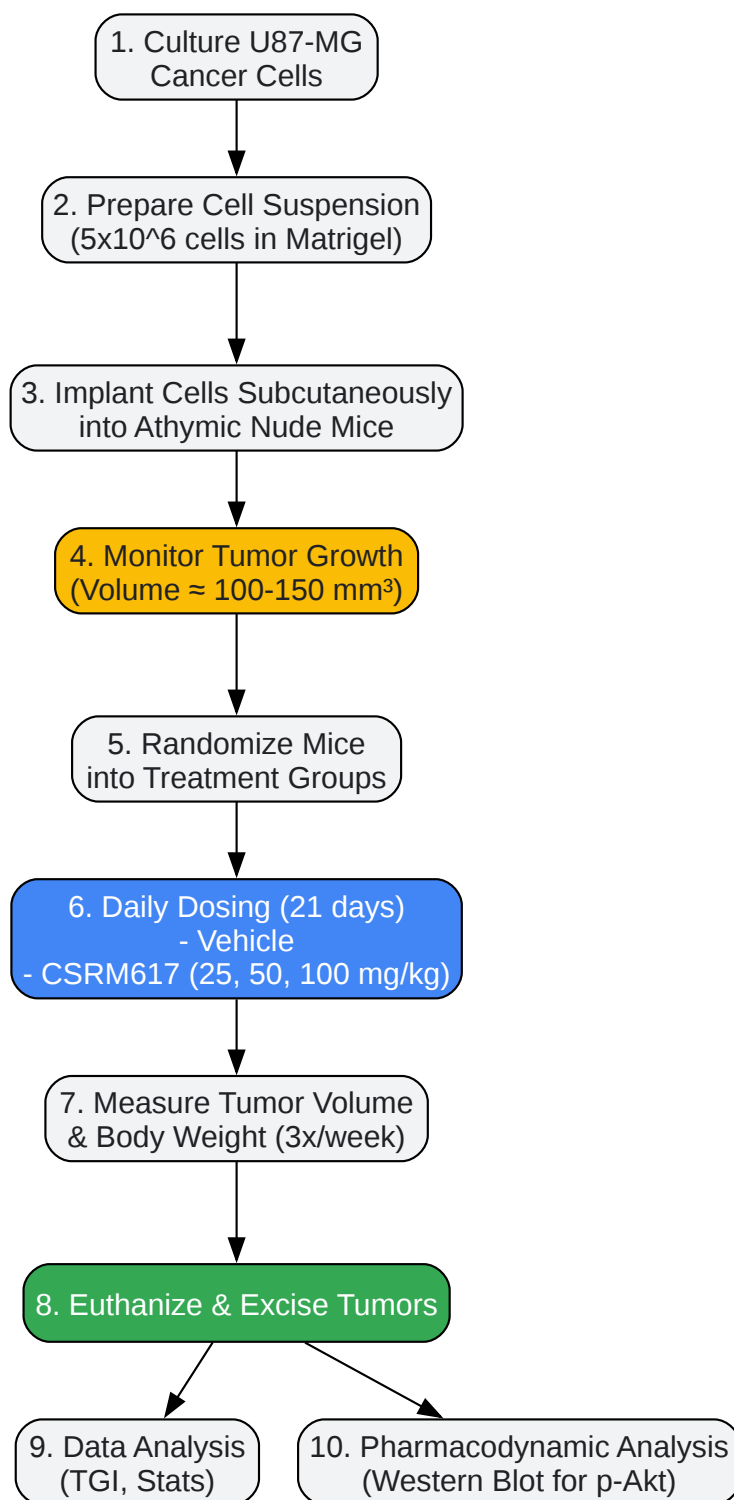 1. Culture U87-MG
Cancer Cells
2. Prepare Cell Suspension
(5x10^6 cells in Matrigel)
3. Implant Cells Subcutaneously
into Athymic Nude Mice
4. Monitor Tumor Growth
(Volume ≈ 100-150 mm³)
5. Randomize Mice
into Treatment Groups
6. Daily Dosing (21 days)
- Vehicle
- CSRM617 (25, 50, 100 mg/kg)
7. Measure Tumor Volume
& Body Weight (3x/week)
8. Euthanize & Excise Tumors
9. Data Analysis
(TGI, Stats)
10. Pharmacodynamic Analysis
(Western Blot for p-Akt)